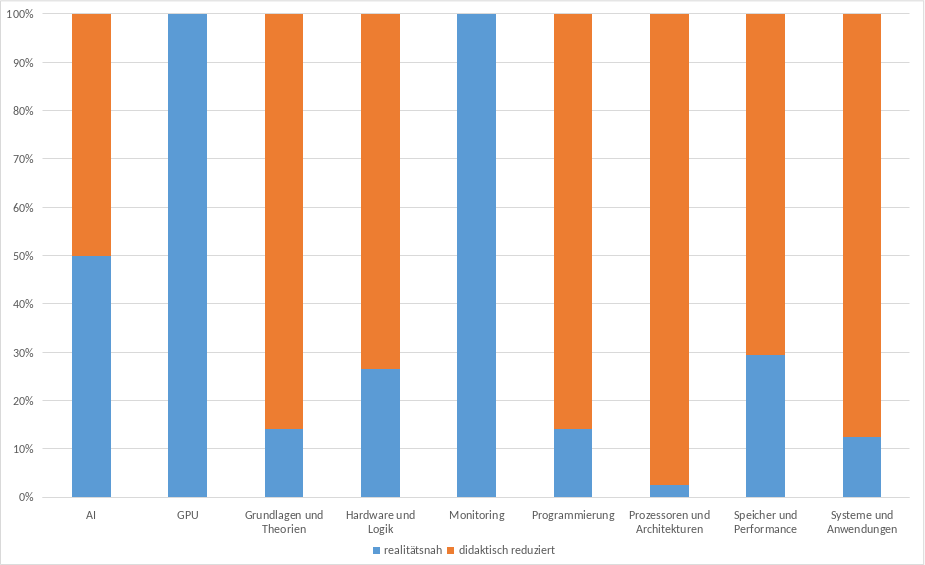 100%
90%
80%
70%
60%
50%
40%
30%
20%
10%
0%
AI
GPU
Grundlagen und
Theorien
Hardware und
Logik
Monitoring
Programmierung
Prozessoren und
Architekturen
Speicher und
Performance
Systeme und
Anwendungen
realitätsnah
didaktisch reduziert